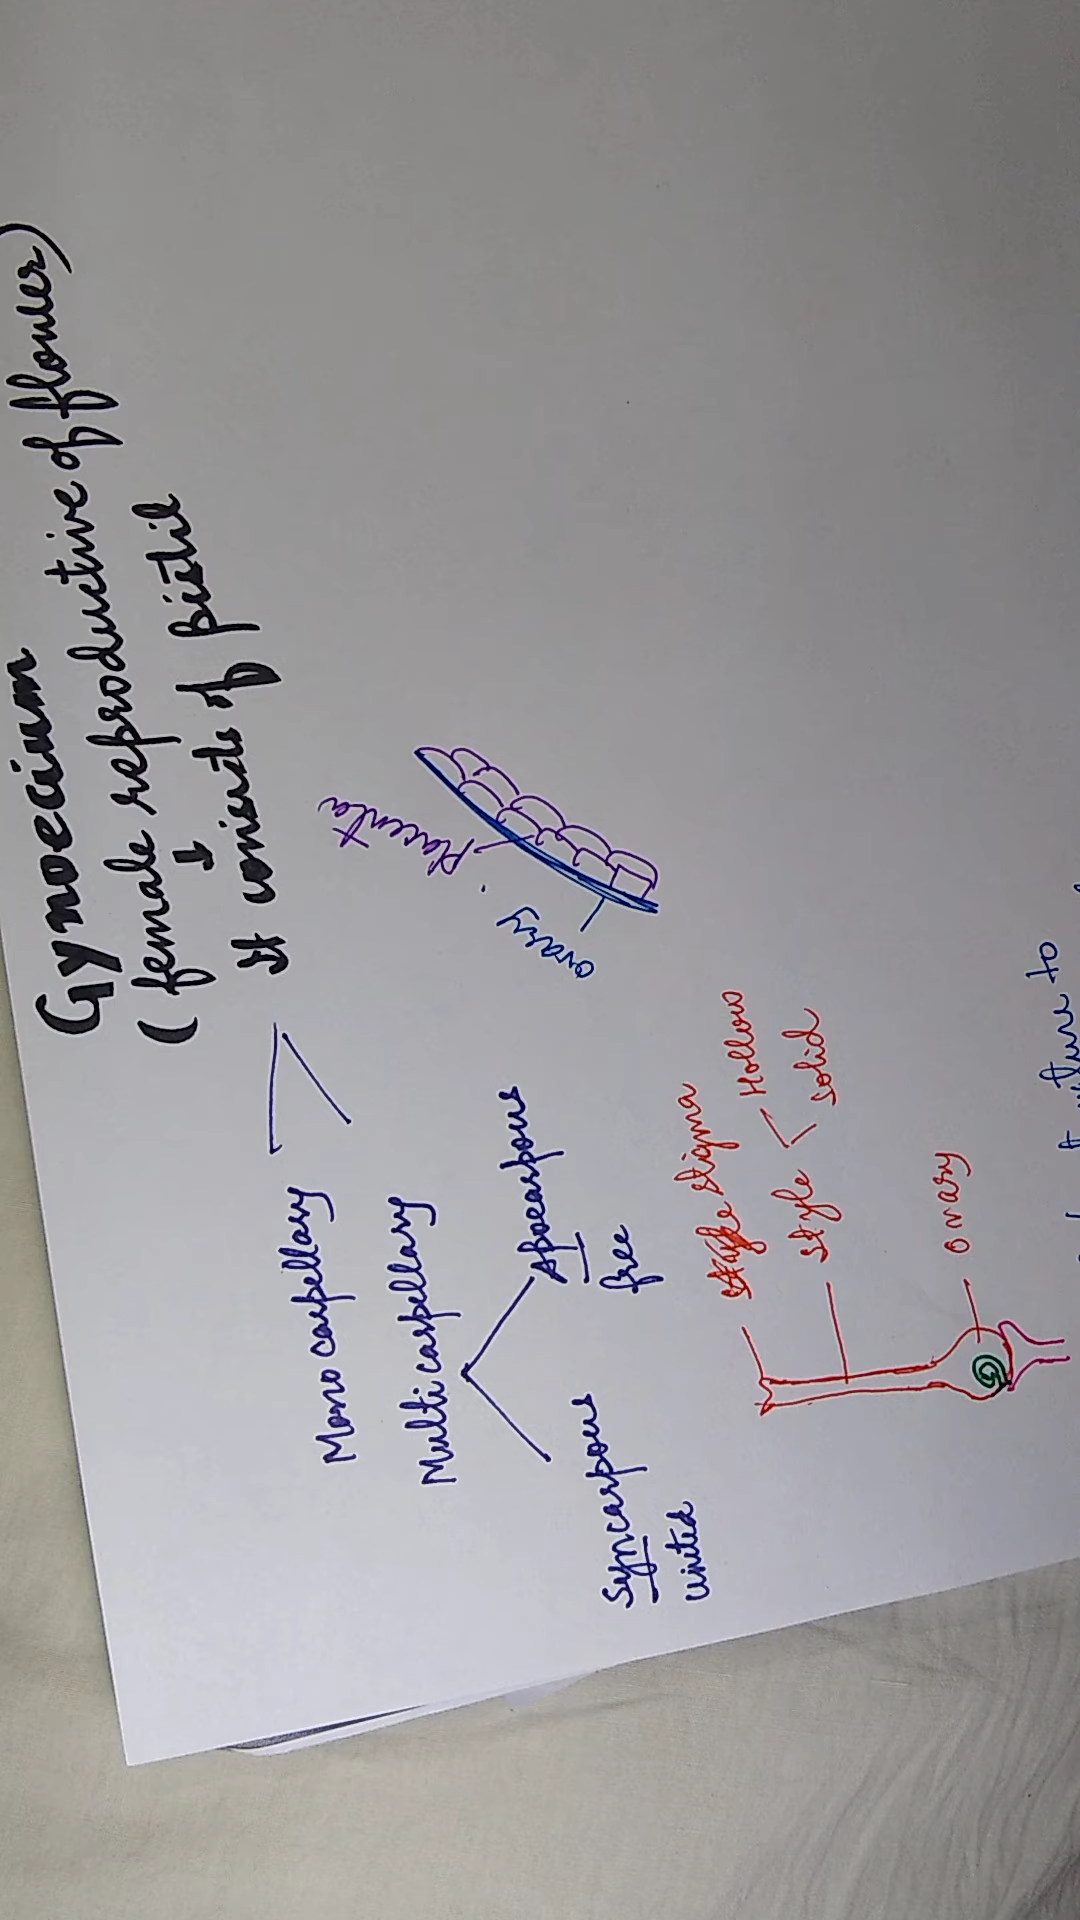 Gynoecium
(female reproductive of flower)
↓
It consists of pistil
Mono carpellary
Multi carpellary
Syncarpous
united
Apocarpous
free
Placenta
ovary
stigma
style
Hollow
solid
ovary
to